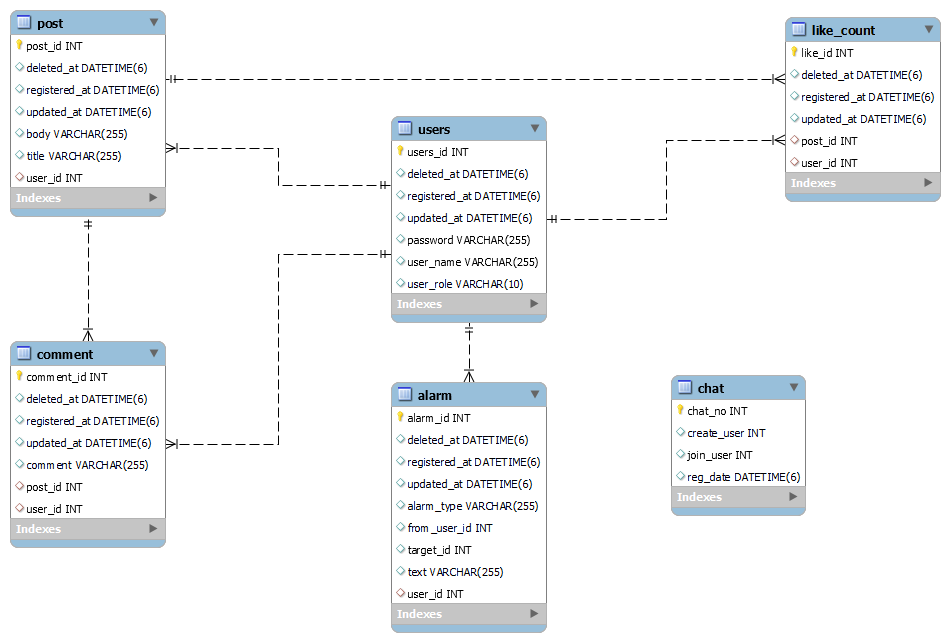 post
post_id INT
deleted_at DATETIME(6)
registered_at DATETIME(6)
updated_at DATETIME(6)
body VARCHAR(255)
title VARCHAR(255)
user_id INT
Indexes
like_count
like_id INT
deleted_at DATETIME(6)
registered_at DATETIME(6)
updated_at DATETIME(6)
post_id INT
user_id INT
Indexes
users
users_id INT
deleted_at DATETIME(6)
registered_at DATETIME(6)
updated_at DATETIME(6)
password VARCHAR(255)
user_name VARCHAR(255)
user_role VARCHAR(10)
Indexes
comment
comment_id INT
deleted_at DATETIME(6)
registered_at DATETIME(6)
updated_at DATETIME(6)
comment VARCHAR(255)
post_id INT
user_id INT
Indexes
alarm
alarm_id INT
deleted_at DATETIME(6)
registered_at DATETIME(6)
updated_at DATETIME(6)
alarm_type VARCHAR(255)
from_user_id INT
target_id INT
text VARCHAR(255)
user_id INT
Indexes
chat
chat_no INT
create_user INT
join_user INT
reg_date DATETIME(6)
Indexes